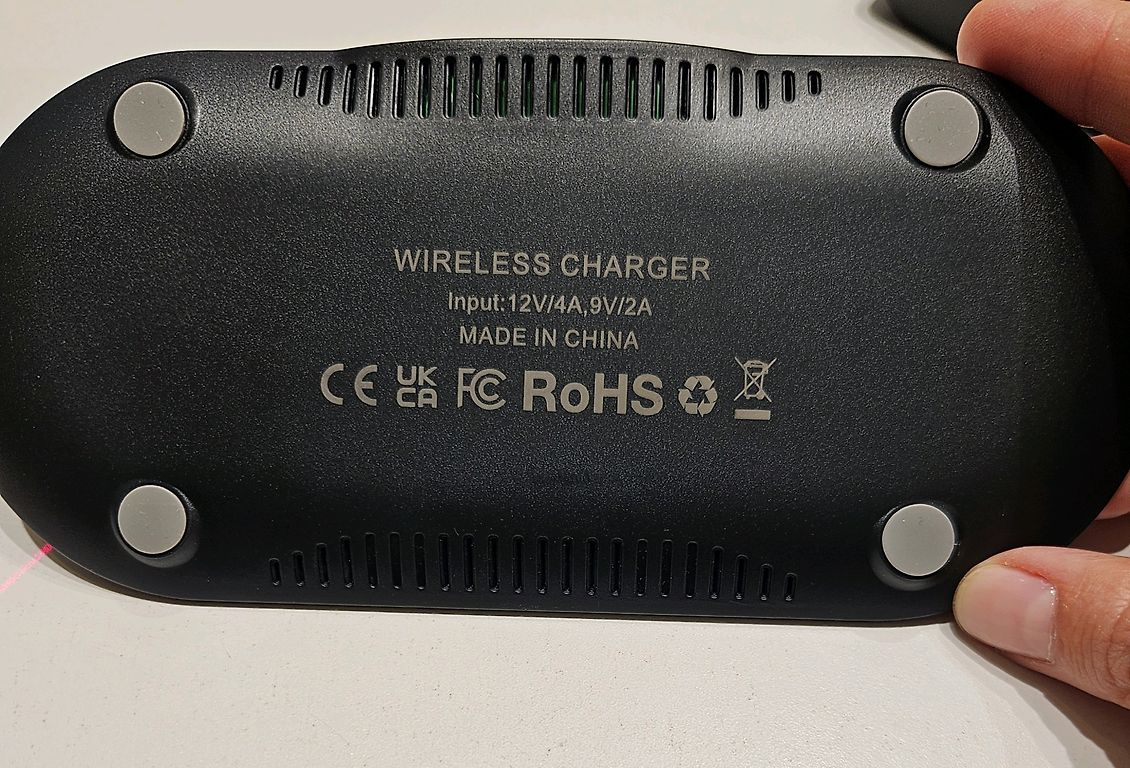 WIRELESS CHARGER
Input:12V/4A,9V/2A
MADE IN CHINA
CE UK CA FC RoHS